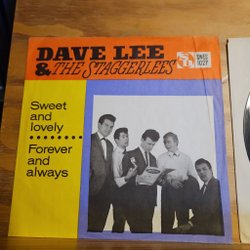 DAVE LEE
& THE STAGGERLEES
Sweet
and
lovely
Forever
and
always